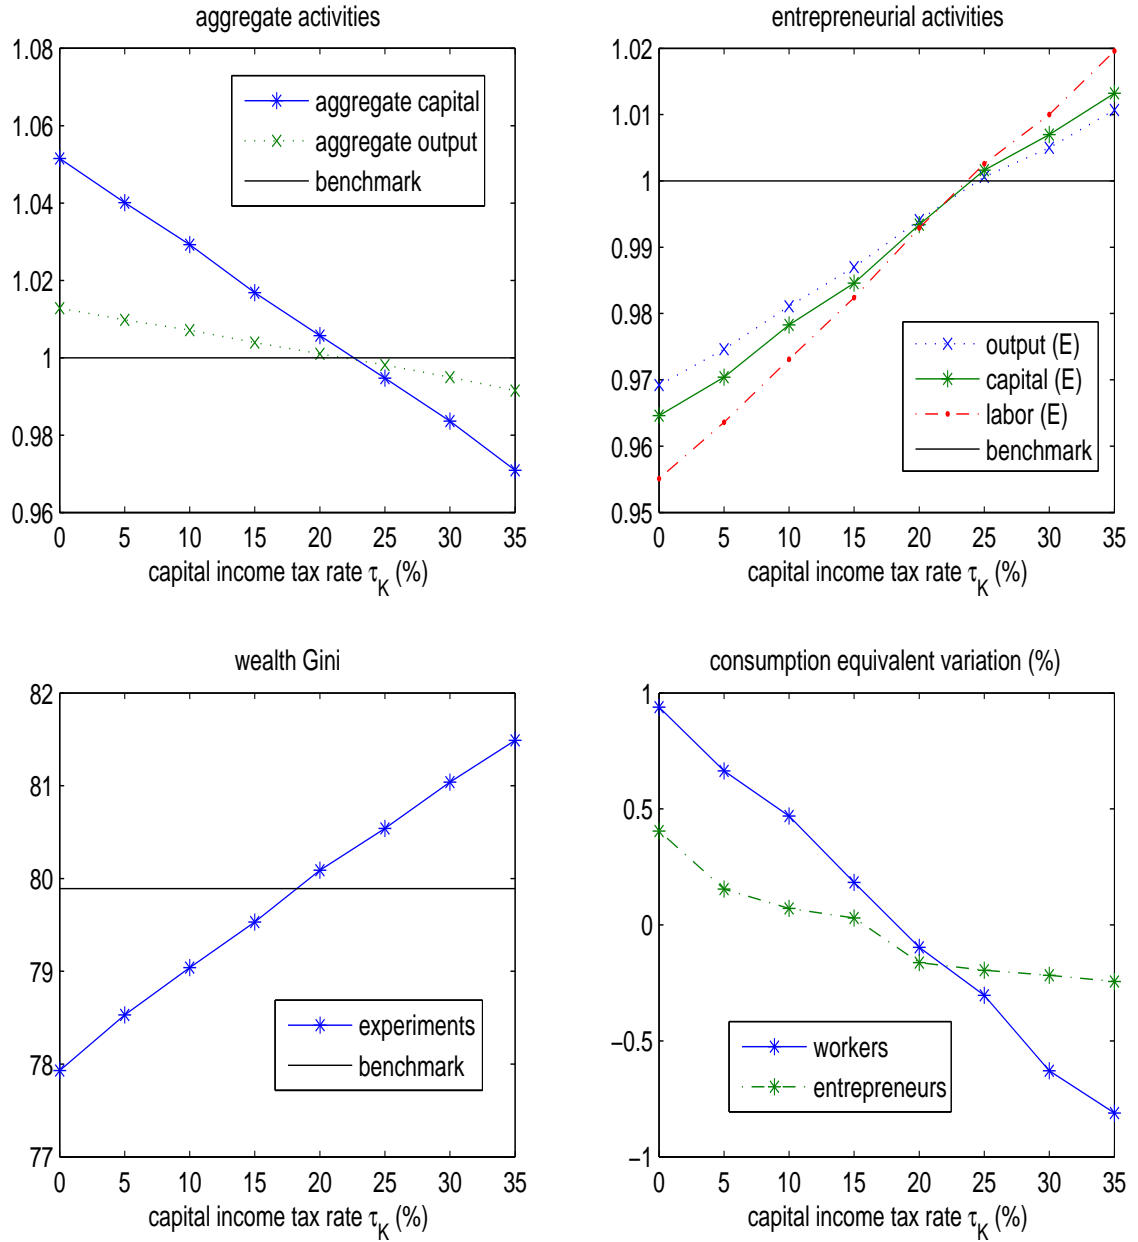 aggregate activities
1.08
1.06
1.04
1.02
1
0.98
0.96
aggregate capital
aggregate output
benchmark
0 5 10 15 20 25 30 35
capital income tax rate τ_K (%)
entrepreneurial activities
1.02
1.01
1
0.99
0.98
0.97
0.96
0.95
output (E)
capital (E)
labor (E)
benchmark
0 5 10 15 20 25 30 35
capital income tax rate τ_K (%)
wealth Gini
82
81
80
79
78
77
experiments
benchmark
0 5 10 15 20 25 30 35
capital income tax rate τ_K (%)
consumption equivalent variation (%)
1
0.5
0
−0.5
−1
workers
entrepreneurs
0 5 10 15 20 25 30 35
capital income tax rate τ_K (%)